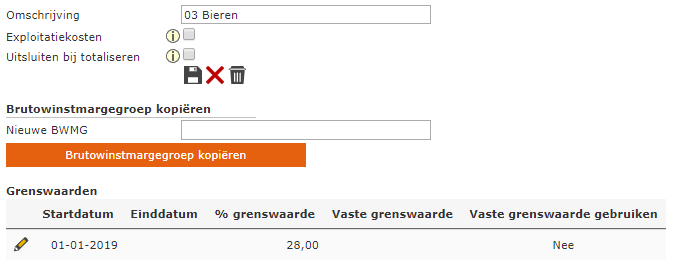 Omschrijving 03 Bieren
Exploitatiekosten
Uitsluiten bij totaliseren
Brutowinstmargegroep kopiëren
Nieuwe BWMG
Brutowinstmargegroep kopiëren
Grenswaarden
Startdatum Einddatum % grenswaarde Vaste grenswaarde Vaste grenswaarde gebruiken
01-01-2019 28,00 Nee